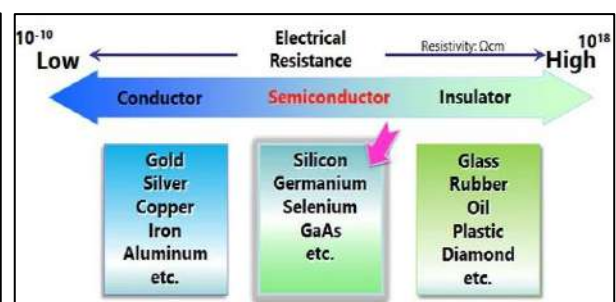 10-10
Low
Electrical
Resistance
Resistivity: Ωcm
1018
High
Conductor
Semiconductor
Insulator
Gold
Silver
Copper
Iron
Aluminum
etc.
Silicon
Germanium
Selenium
GaAs
etc.
Glass
Rubber
Oil
Plastic
Diamond
etc.